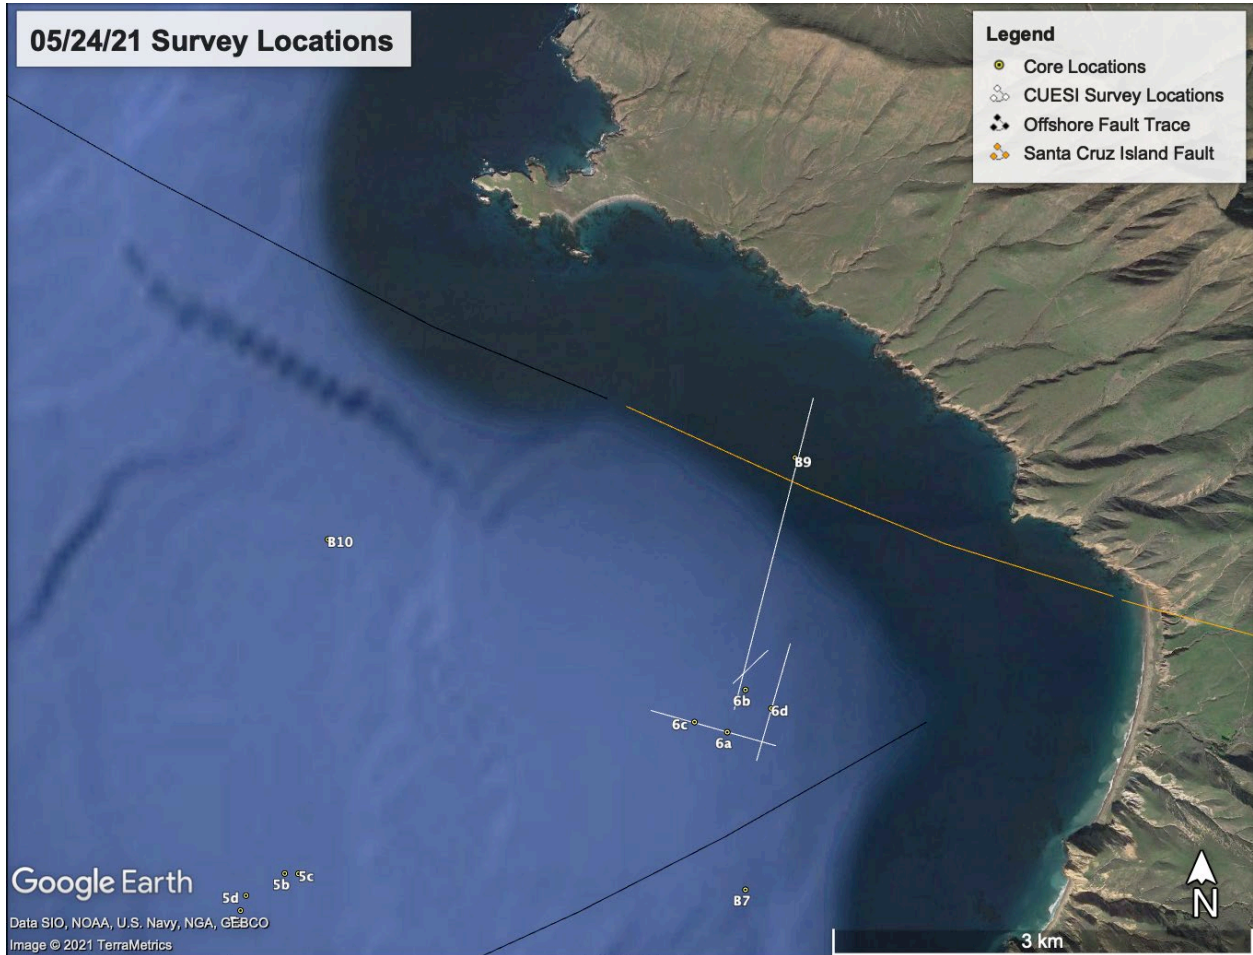 05/24/21 Survey Locations
Legend
Core Locations
CUESI Survey Locations
Offshore Fault Trace
Santa Cruz Island Fault
B9
B10
6b
6d
6c
6a
5b
5c
5d
B7
Google Earth
Data SIO, NOAA, U.S. Navy, NGA, GEBCO
Image © 2021 TerraMetrics
N
3 km